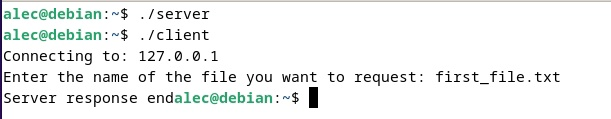 alec@debian:~$ ./server
alec@debian:~$ ./client
Connecting to: 127.0.0.1
Enter the name of the file you want to request: first_file.txt
Server response endalec@debian:~$